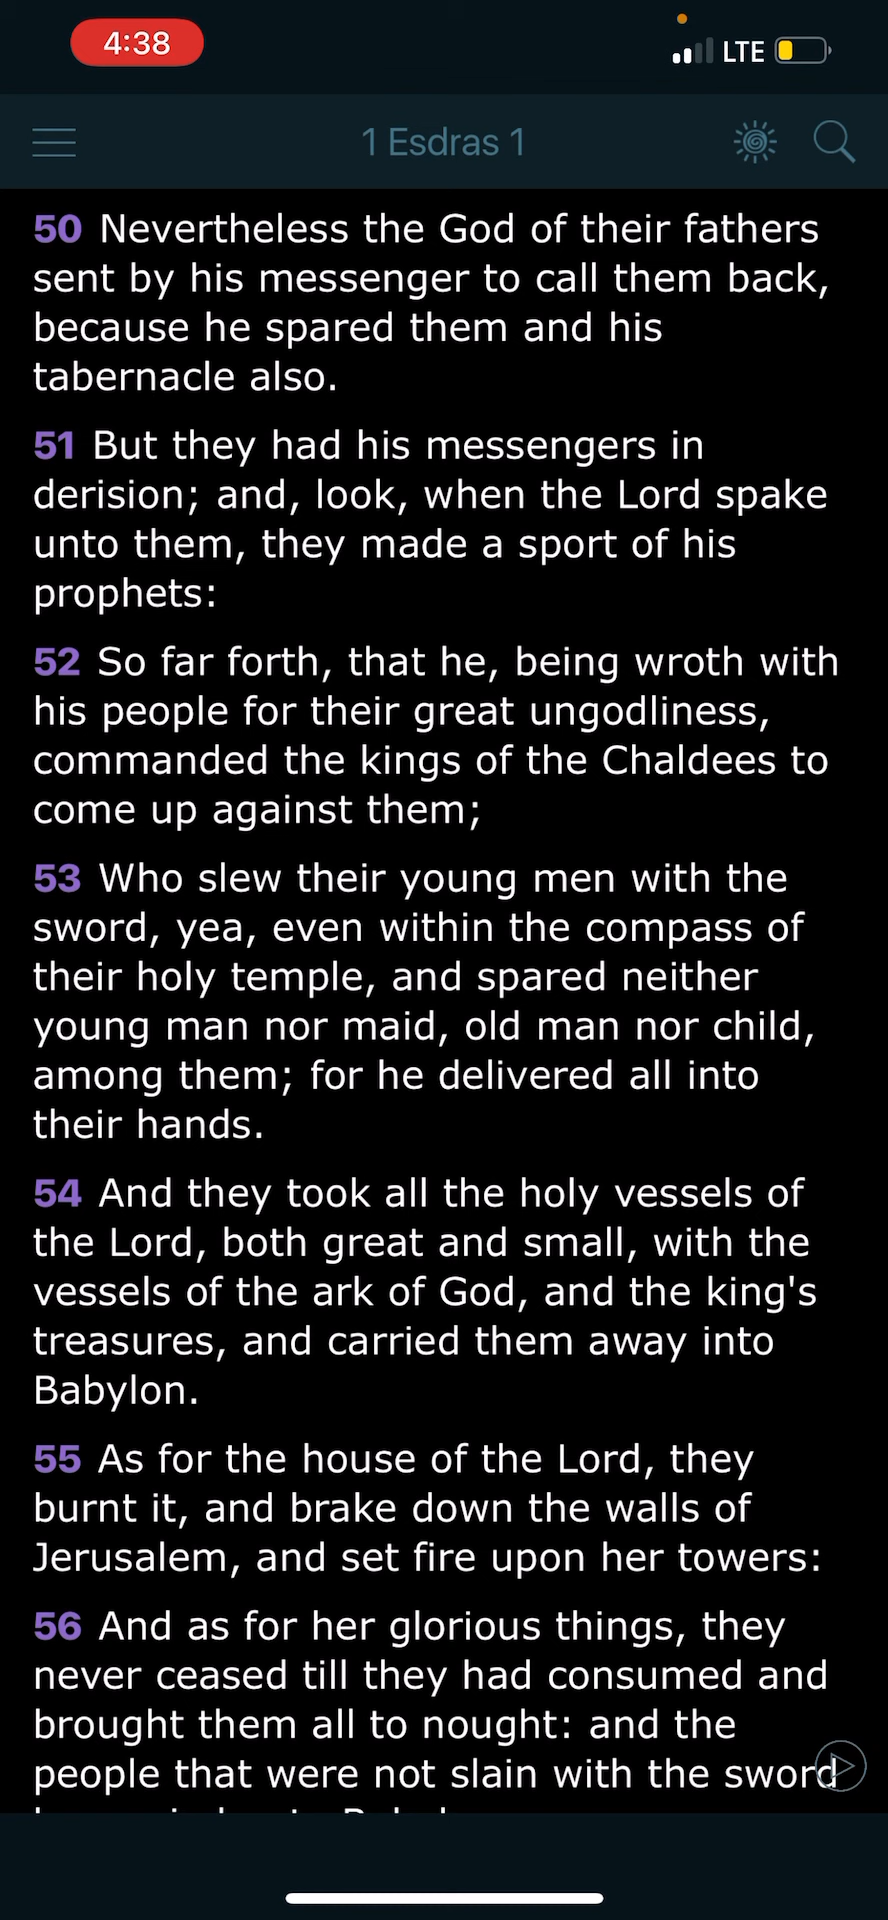 4:38
LTE
1 Esdras 1
50 Nevertheless the God of their fathers
sent by his messenger to call them back,
because he spared them and his
tabernacle also.
51 But they had his messengers in
derision; and, look, when the Lord spake
unto them, they made a sport of his
prophets:
52 So far forth, that he, being wroth with
his people for their great ungodliness,
commanded the kings of the Chaldees to
come up against them;
53 Who slew their young men with the
sword, yea, even within the compass of
their holy temple, and spared neither
young man nor maid, old man nor child,
among them; for he delivered all into
their hands.
54 And they took all the holy vessels of
the Lord, both great and small, with the
vessels of the ark of God, and the king's
treasures, and carried them away into
Babylon.
55 As for the house of the Lord, they
burnt it, and brake down the walls of
Jerusalem, and set fire upon her towers:
56 And as for her glorious things, they
never ceased till they had consumed and
brought them all to nought: and the
people that were not slain with the sword